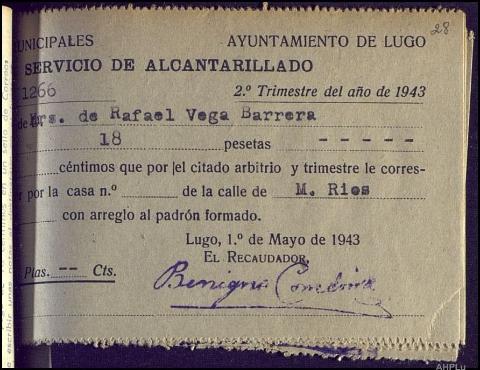 28
UNICIPALES AYUNTAMIENTO DE LUGO
SERVICIO DE ALCANTARILLADO
1266 2.º Trimestre del año de 1943
de Hrs. de Rafael Vega Barrera
18 pesetas - - - - -
céntimos que por el citado arbitrio y trimestre le corres-
r por la casa n.º de la calle de M. Rios
con arreglo al padrón formado.
Lugo, 1.º de Mayo de 1943
EL RECAUDADOR,
Ptas. -- Cts.
Benigno
AHPLu